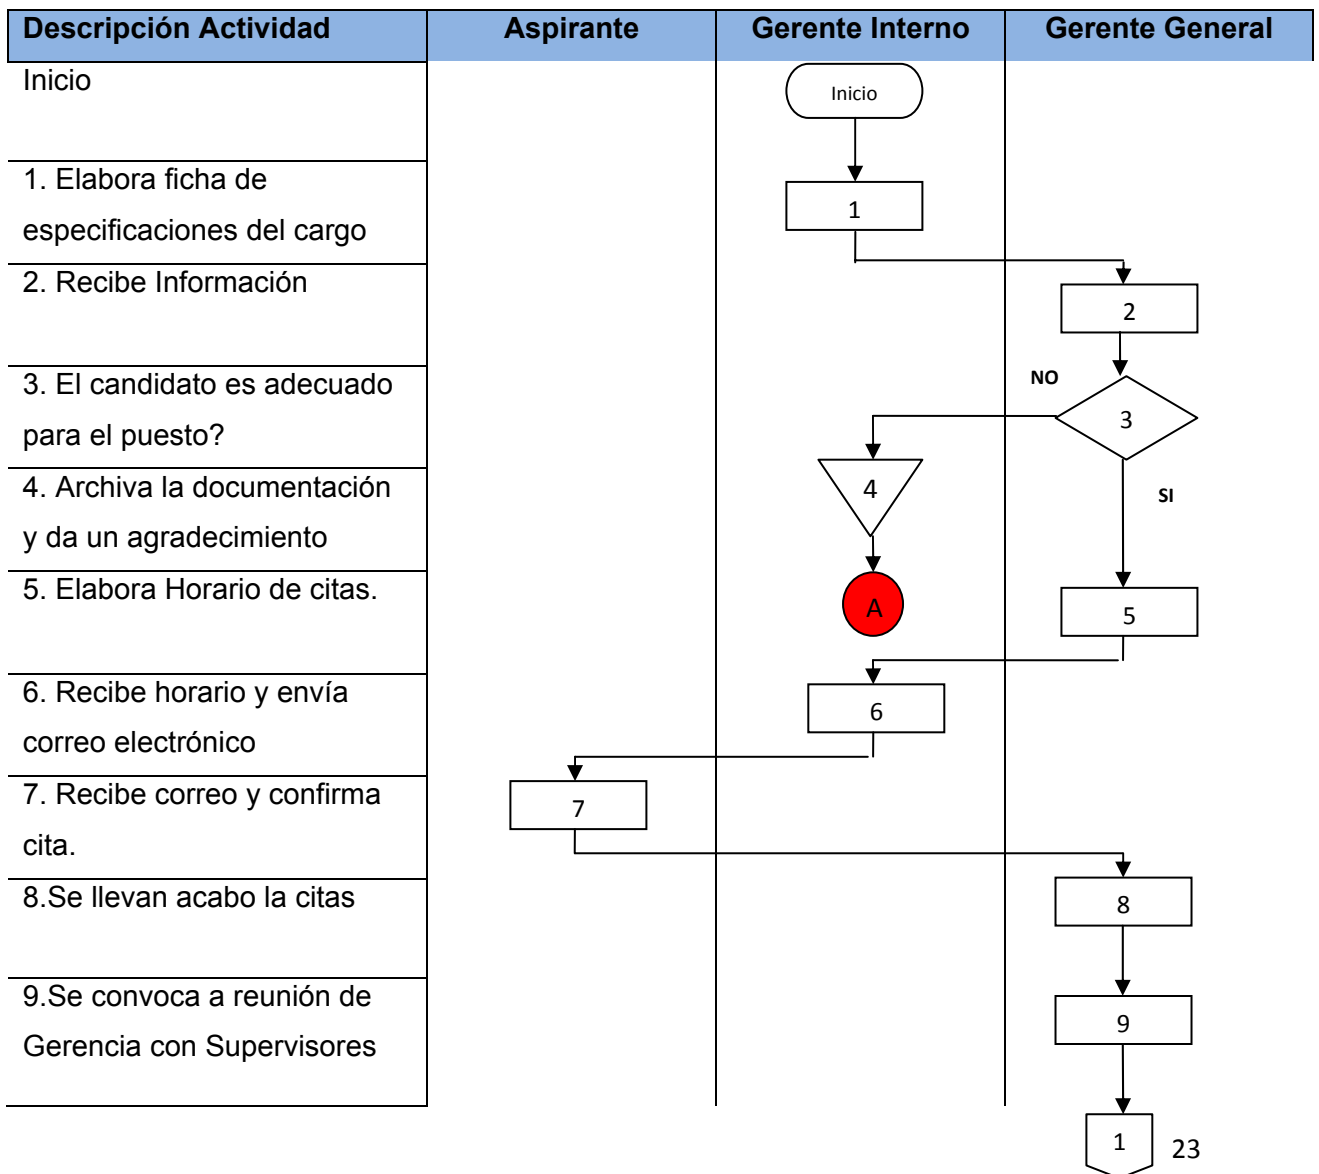 Descripción Actividad Aspirante Gerente Interno Gerente General
Inicio
Inicio
1. Elabora ficha de
especificaciones del cargo
1
2. Recibe Información
2
3. El candidato es adecuado
para el puesto?
NO
3
4. Archiva la documentación
y da un agradecimiento
4
SI
5. Elabora Horario de citas.
A
5
6. Recibe horario y envía
correo electrónico
6
7. Recibe correo y confirma
cita.
7
8.Se llevan acabo la citas
8
9.Se convoca a reunión de
Gerencia con Supervisores
9
1
23